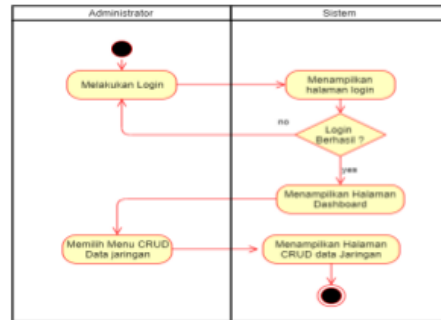 Administrator
Sistem
Melakukan Login
Menampilkan
halaman login
no
Login
Berhasil ?
yes
Menampilkan Halaman
Dashboard
Memilih Menu CRUD
Data jaringan
Menampilkan Halaman
CRUD data Jaringan